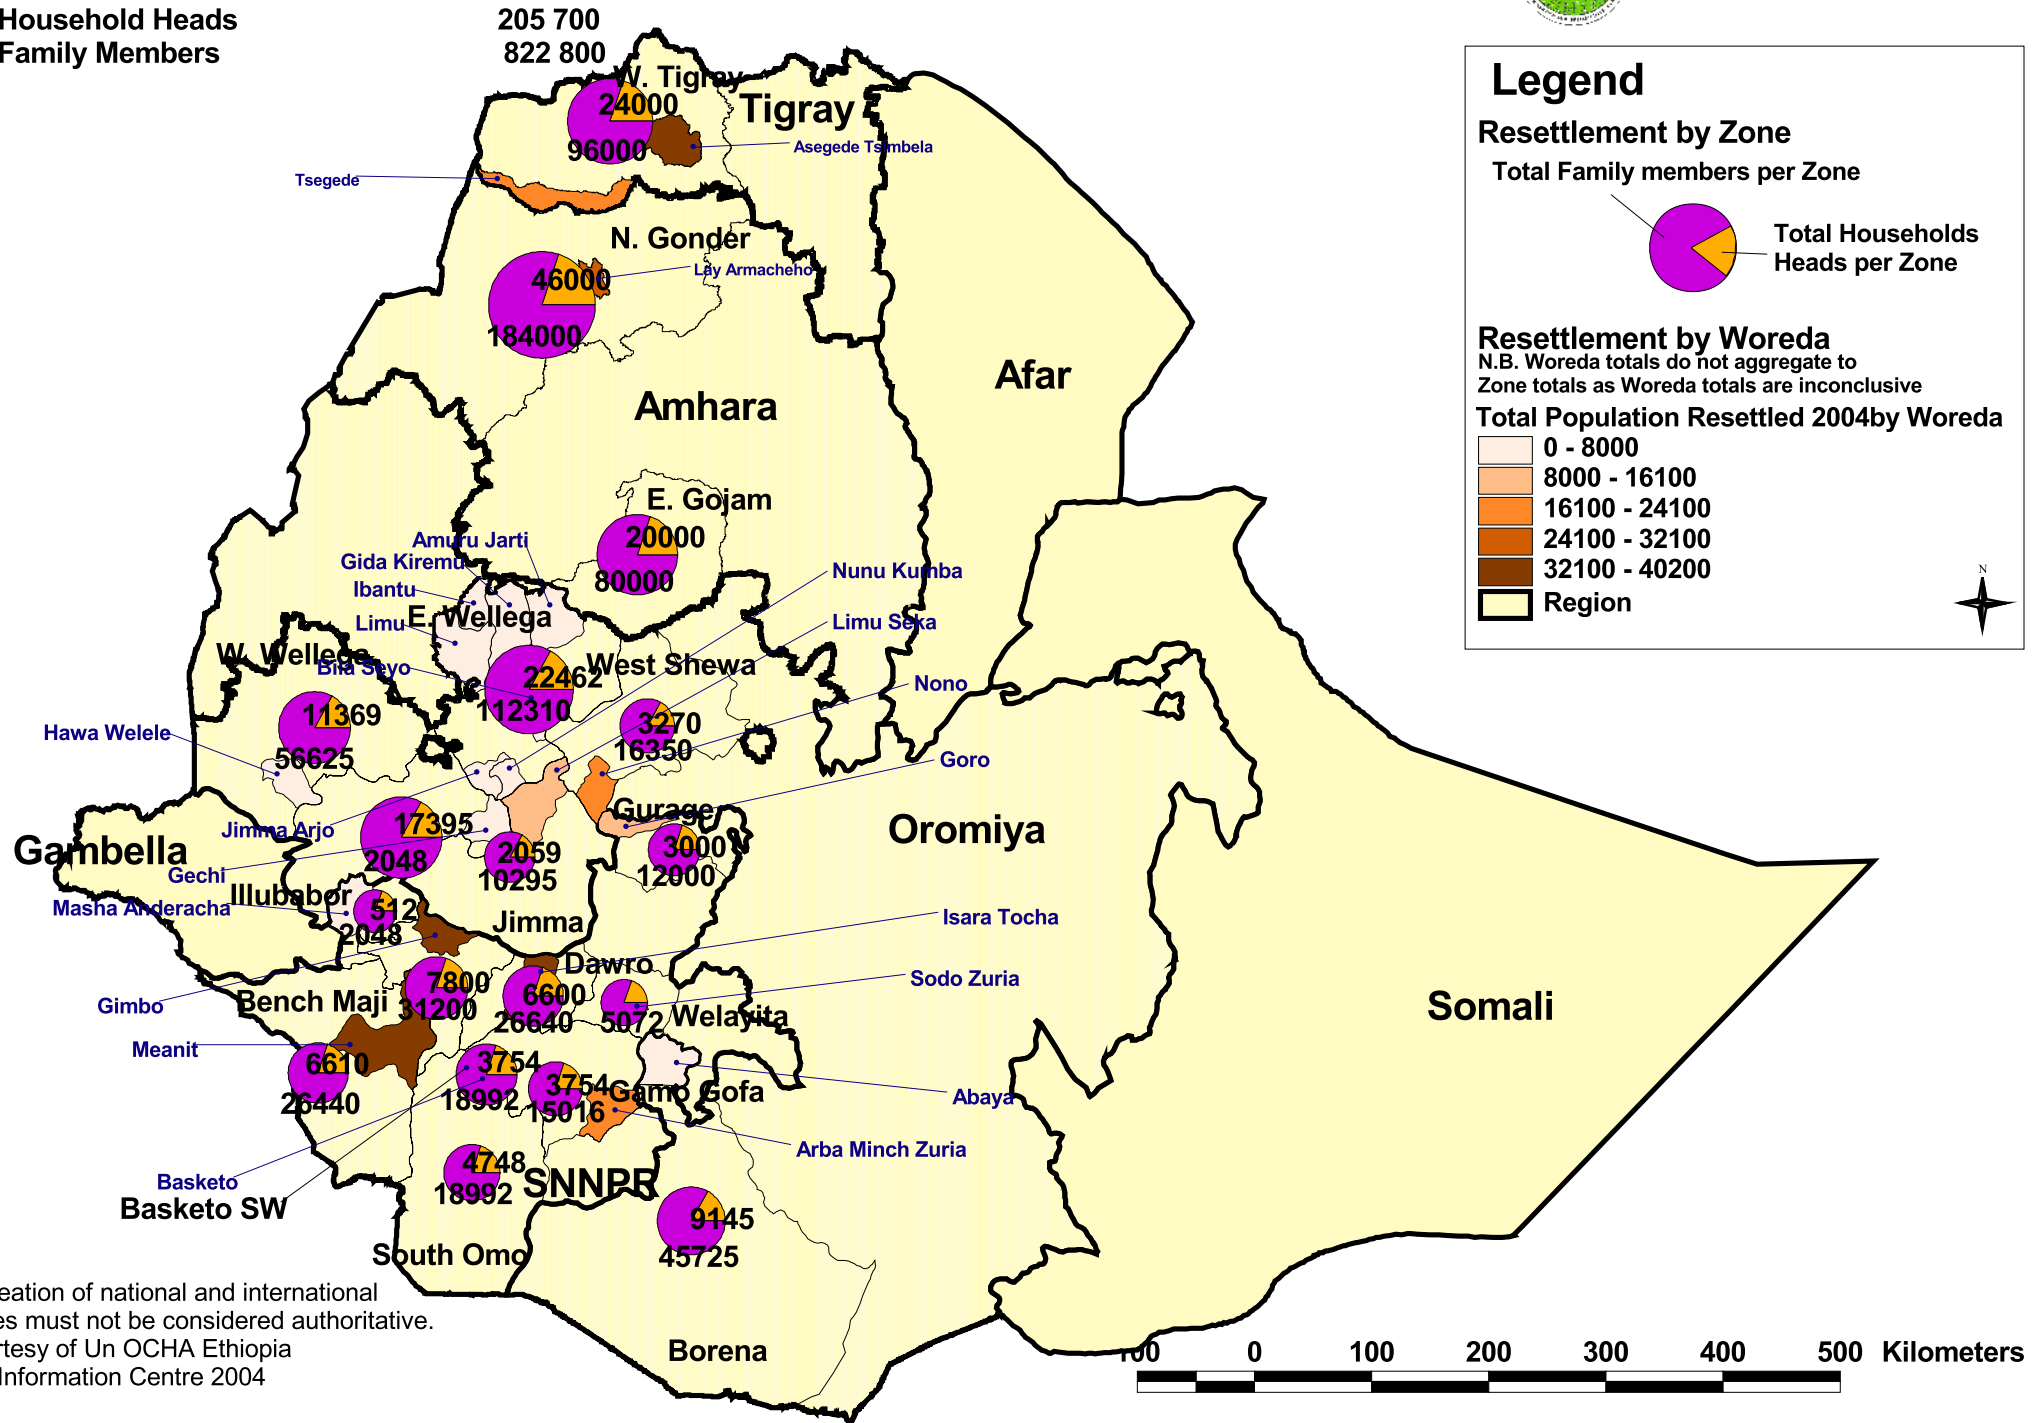 Household Heads 205 700
Family Members 822 800
W. Tigray
24000
96000
Tigray
Asegede Tsimbela
Tsegede
N. Gonder
46000
Lay Armacheho
184000
Amhara
Afar
E. Gojam
20000
80000
Amuru Jarti
Gida Kiremu
Ibantu
Limu
E. Wellega
Nunu Kumba
Limu Seka
W. Wellega
Bila Seyo
West Shewa
22462
112310
Nono
11369
56625
3270
16350
Hawa Welele
Goro
Gurage
Jimma Arjo
17395
2048
Oromiya
Gambella
2059
10295
3000
12000
Gechi
Illubabor
Masha Anderacha
512
2048
Jimma
Isara Tocha
Dawro
Sodo Zuria
7800
31200
6600
26640
5072
Welayita
Bench Maji
Gimbo
Somali
Meanit
6610
26440
3754
18992
3754
15016
Gamo Gofa
Abaya
Arba Minch Zuria
Basketo
Basketo SW
4748
18992
SNNPR
9145
45725
South Omo
Borena
Legend
Resettlement by Zone
Total Family members per Zone
Total Households
Heads per Zone
Resettlement by Woreda
N.B. Woreda totals do not aggregate to
Zone totals as Woreda totals are inconclusive
Total Population Resettled 2004by Woreda
0 - 8000
8000 - 16100
16100 - 24100
24100 - 32100
32100 - 40200
Region
N
eation of national and international
es must not be considered authoritative.
rtesy of Un OCHA Ethiopia
Information Centre 2004
100 0 100 200 300 400 500 Kilometers